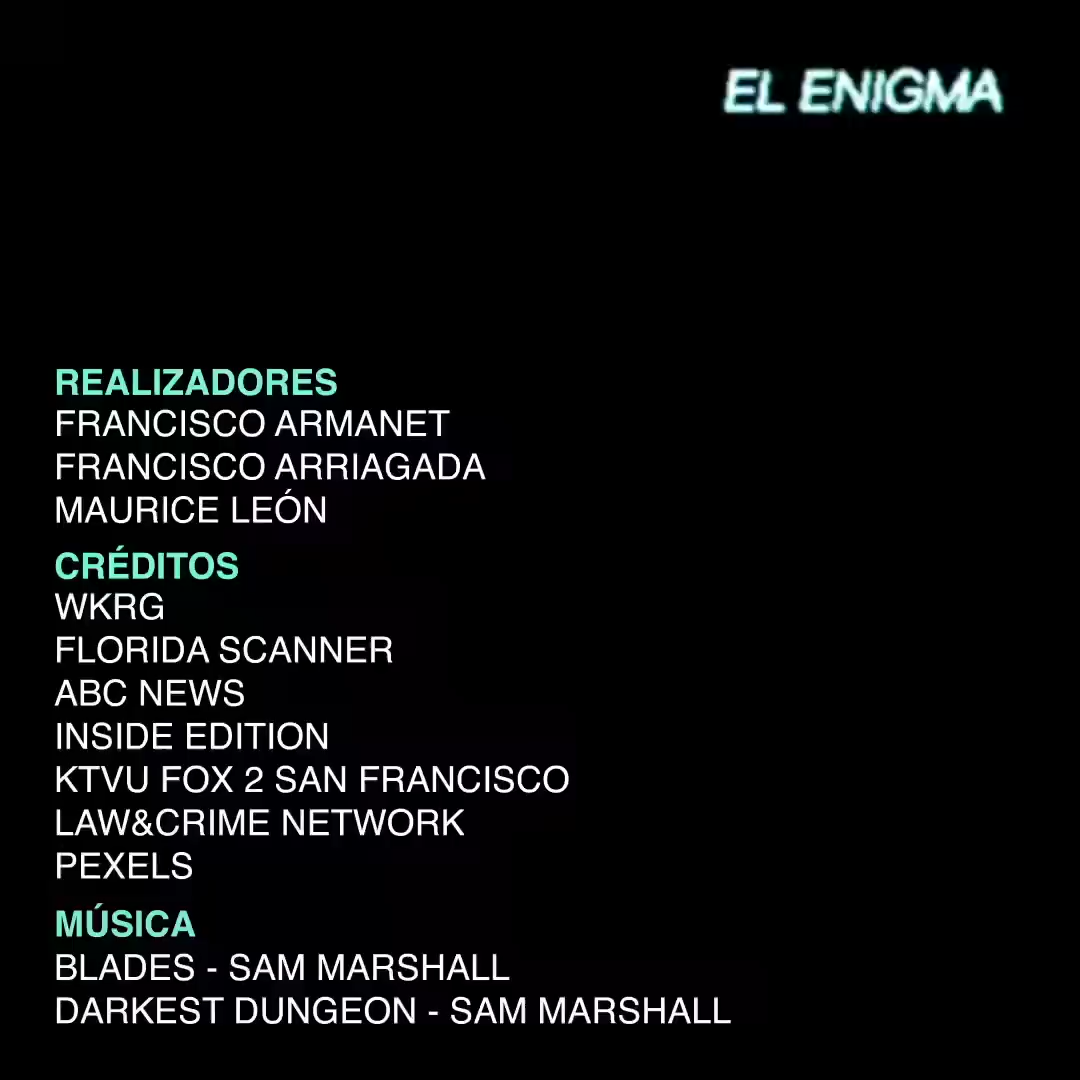 EL ENIGMA
REALIZADORES
FRANCISCO ARMANET
FRANCISCO ARRIAGADA
MAURICE LEÓN
CRÉDITOS
WKRG
FLORIDA SCANNER
ABC NEWS
INSIDE EDITION
KTVU FOX 2 SAN FRANCISCO
LAW&CRIME NETWORK
PEXELS
MÚSICA
BLADES - SAM MARSHALL
DARKEST DUNGEON - SAM MARSHALL